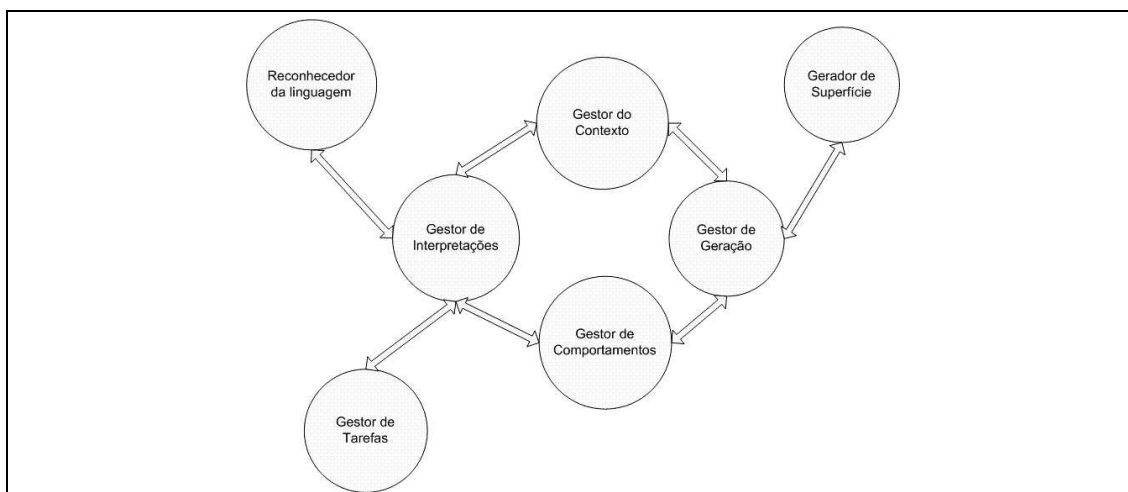 Reconhecedor
da linguagem
Gestor do
Contexto
Gerador de
Superfície
Gestor de
Interpretações
Gestor de
Geração
Gestor de
Comportamentos
Gestor de
Tarefas